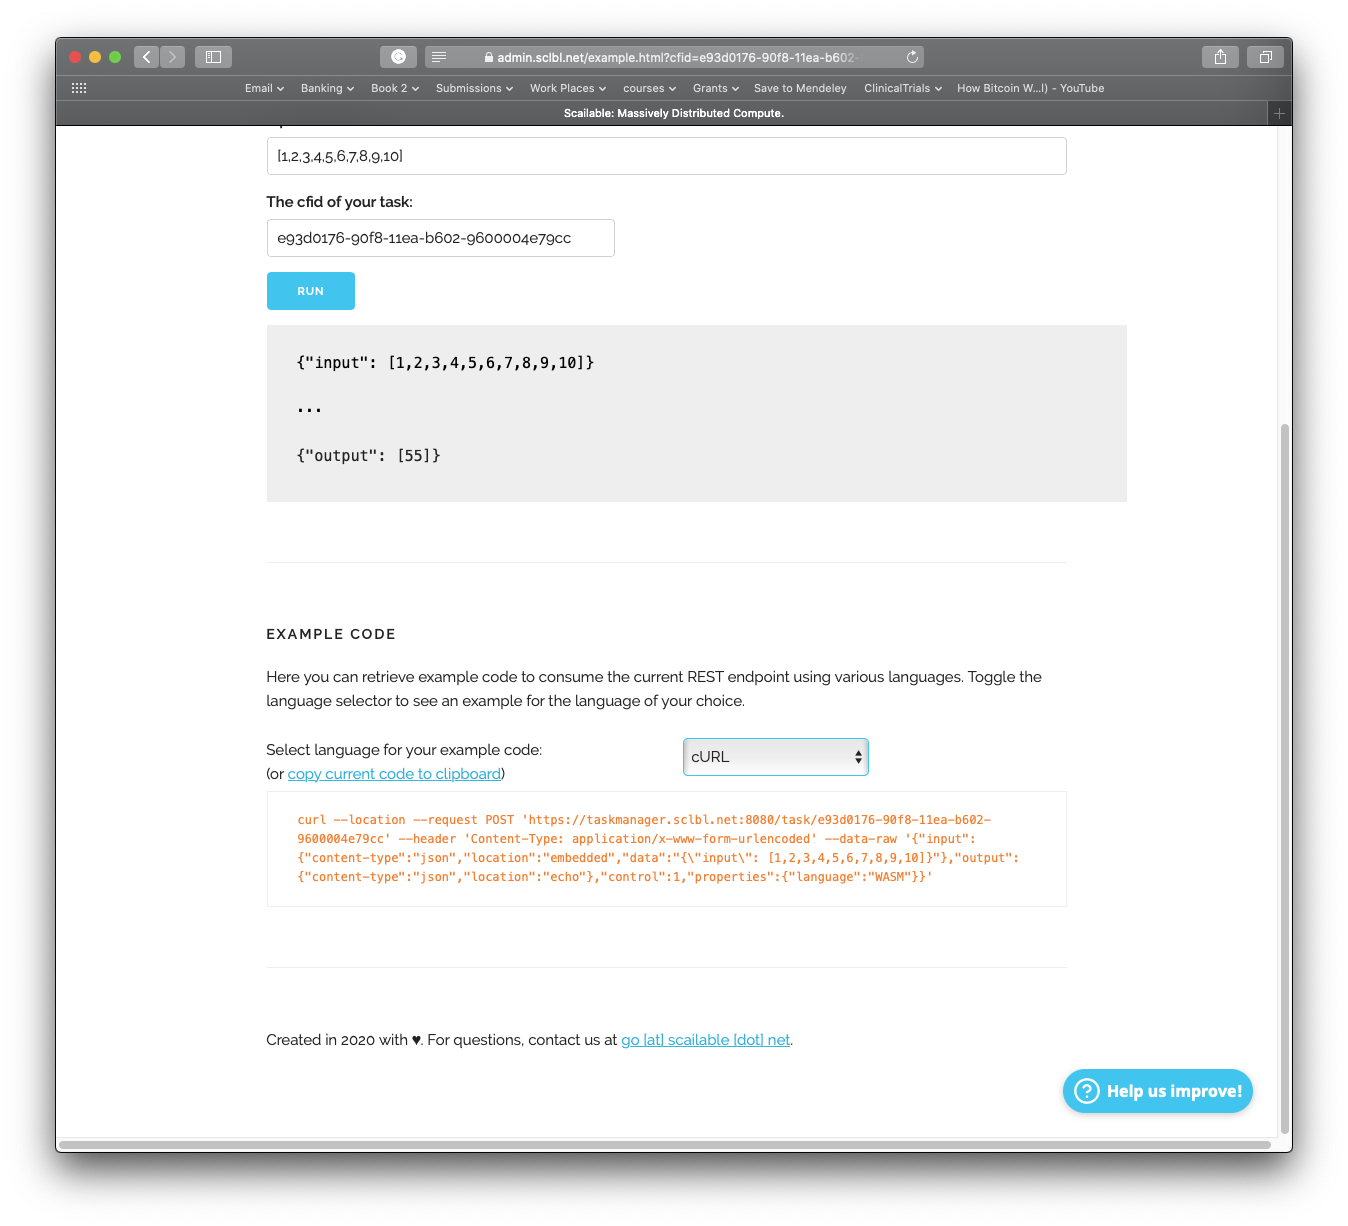 admin.sclbl.net/example.html?cfid=e93d0176-90f8-11ea-b602-
Email Banking Book 2 Submissions Work Places courses Grants Save to Mendeley ClinicalTrials How Bitcoin W...l) - YouTube
Scailable: Massively Distributed Compute.
[1,2,3,4,5,6,7,8,9,10]
The cfid of your task:
e93d0176-90f8-11ea-b602-9600004e79cc
RUN
{"input": [1,2,3,4,5,6,7,8,9,10]}
...
{"output": [55]}
EXAMPLE CODE
Here you can retrieve example code to consume the current REST endpoint using various languages. Toggle the
language selector to see an example for the language of your choice.
Select language for your example code:
(or copy current code to clipboard)
cURL
curl --location --request POST 'https://taskmanager.sclbl.net:8080/task/e93d0176-90f8-11ea-b602-
9600004e79cc' --header 'Content-Type: application/x-www-form-urlencoded' --data-raw '{"input":
{"content-type":"json","location":"embedded","data":"{\"input\": [1,2,3,4,5,6,7,8,9,10]}"},"output":
{"content-type":"json","location":"echo"},"control":1,"properties":{"language":"WASM"}}'
Created in 2020 with ♥. For questions, contact us at go [at] scailable [dot] net.
Help us improve!